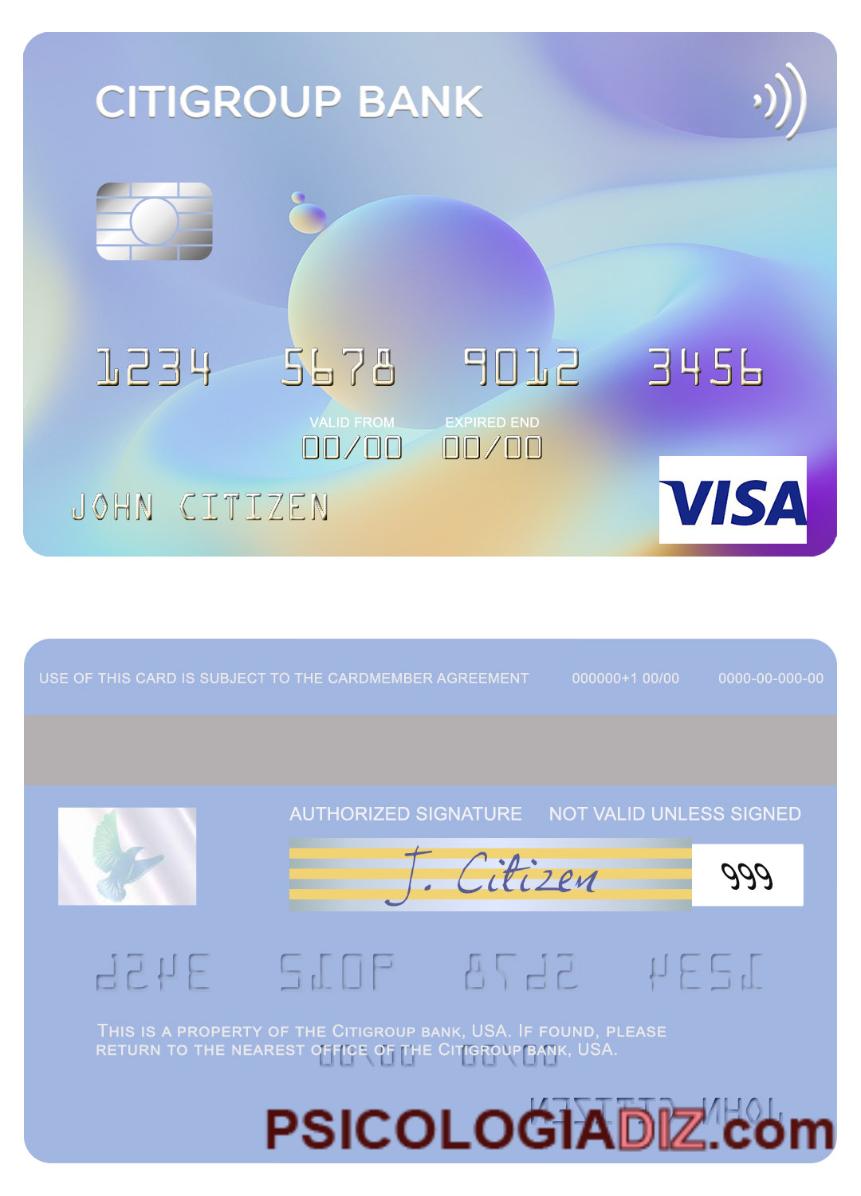 CITIGROUP BANK
1234 5678 9012 3456
VALID FROM EXPIRED END
00/00 00/00
JOHN CITIZEN
VISA
USE OF THIS CARD IS SUBJECT TO THE CARDMEMBER AGREEMENT 000000+1 00/00 0000-00-000-00
AUTHORIZED SIGNATURE NOT VALID UNLESS SIGNED
J. Citizen 999
THIS IS A PROPERTY OF THE CITIGROUP BANK, USA. IF FOUND, PLEASE
RETURN TO THE NEAREST OFFICE OF THE CITIGROUP BANK, USA.
PSICOLOGIADIZ.com